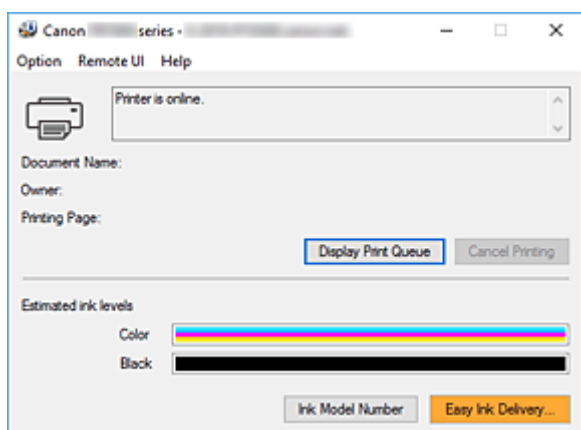 Canon series -
Option Remote UI Help
Printer is online.
Document Name:
Owner:
Printing Page:
Display Print Queue Cancel Printing
Estimated ink levels
Color
Black
Ink Model Number Easy Ink Delivery...